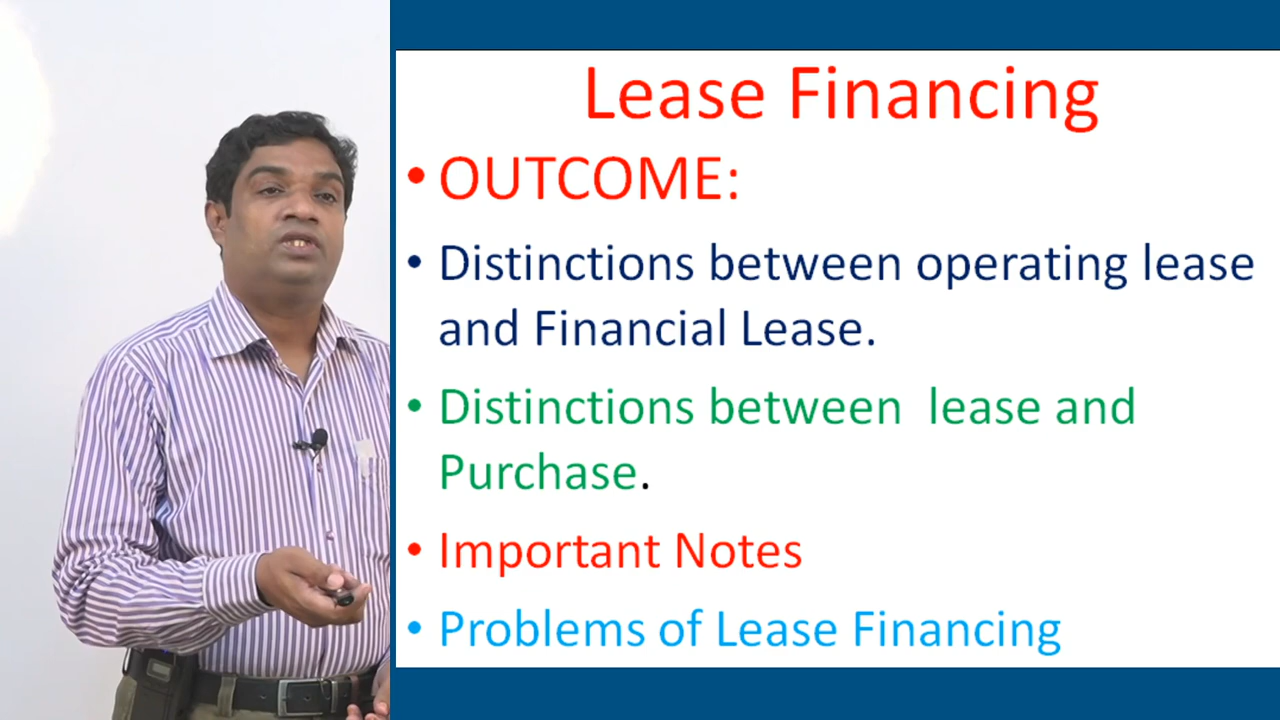 Lease Financing
• OUTCOME:
• Distinctions between operating lease
and Financial Lease.
• Distinctions between lease and
Purchase.
• Important Notes
• Problems of Lease Financing